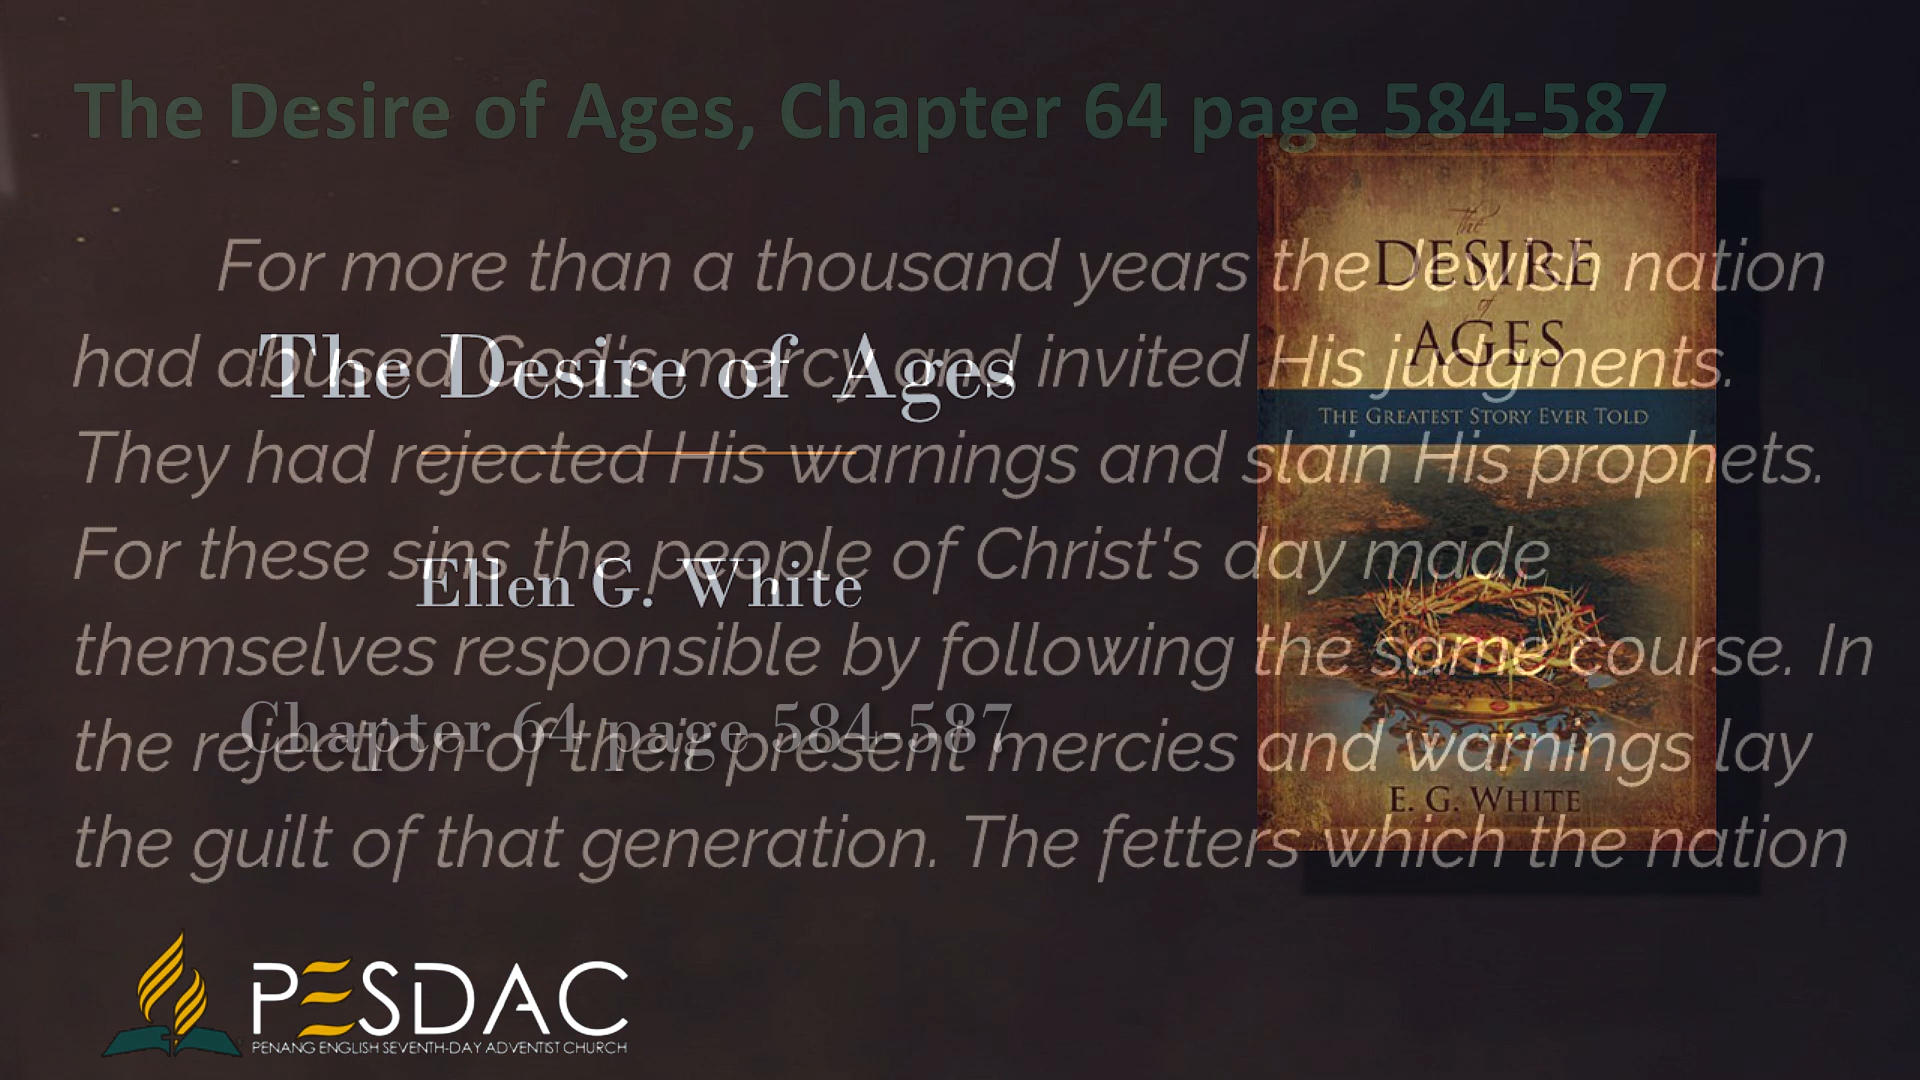 The Desire of Ages, Chapter 64 page 584-587
For more than a thousand years the Jewish nation
had abused God's mercy and invited His judgments.
They had rejected His warnings and slain His prophets.
For these sins the people of Christ's day made
themselves responsible by following the same course. In
the rejection of their present mercies and warnings lay
the guilt of that generation. The fetters which the nation
The Desire of Ages
Ellen G. White
Chapter 64 page 584-587
the
DESIRE
of
AGES
THE GREATEST STORY EVER TOLD
E. G. WHITE
PESDAC
PENANG ENGLISH SEVENTH-DAY ADVENTIST CHURCH